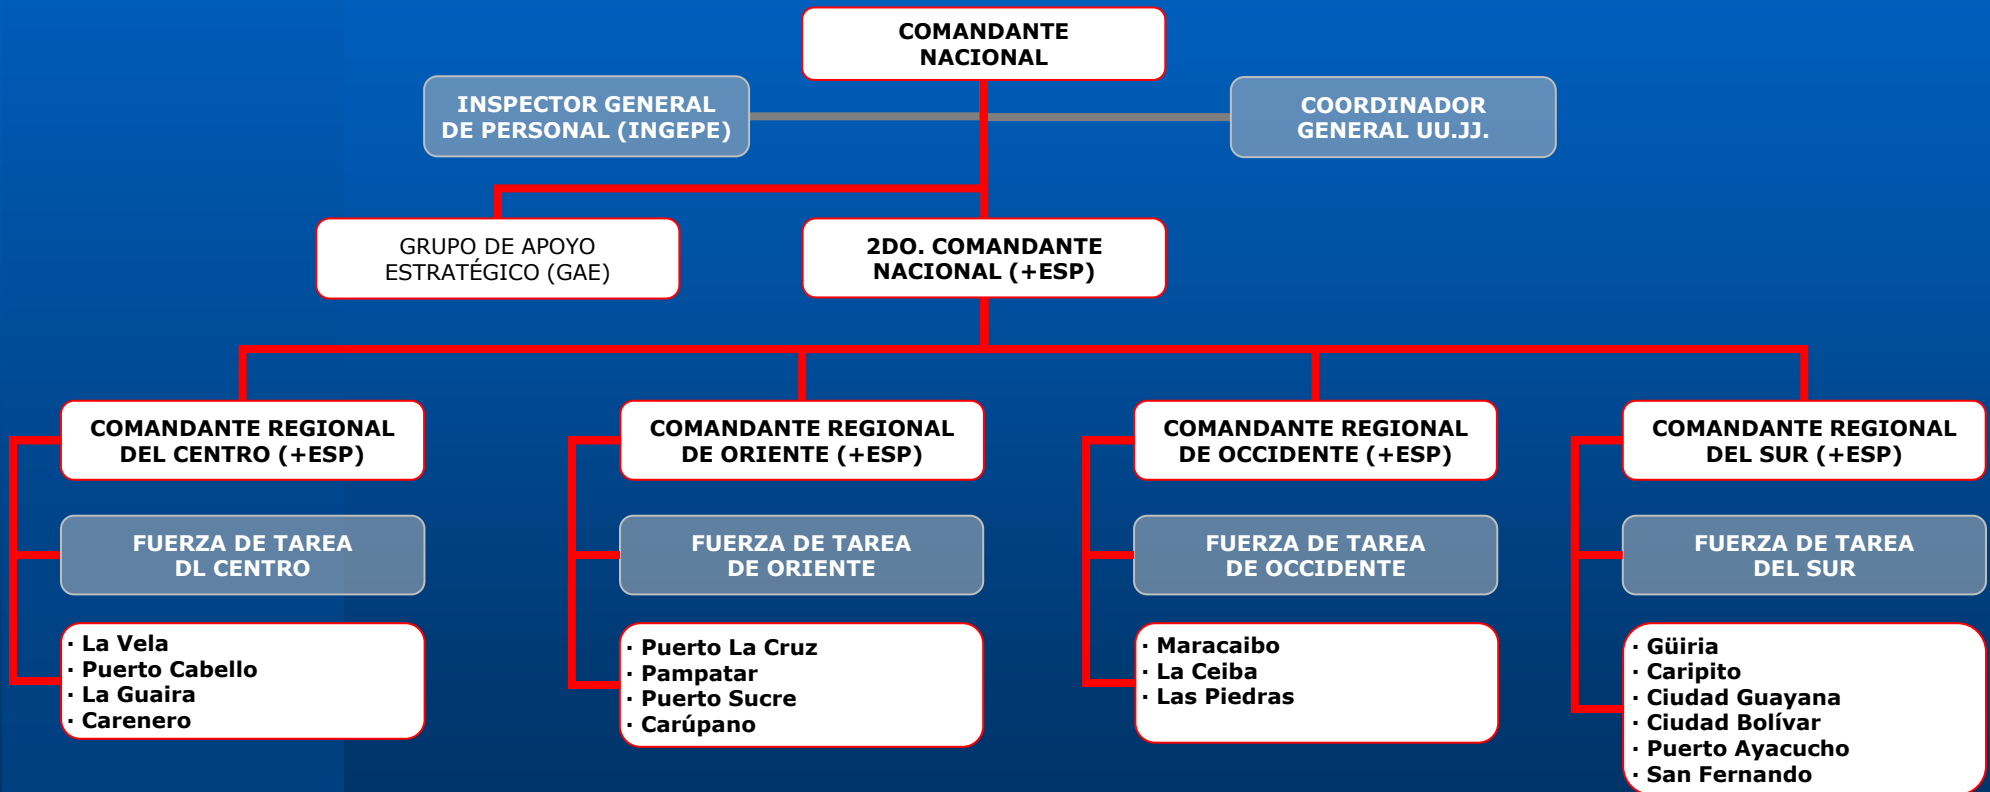 COMANDANTE
NACIONAL
INSPECTOR GENERAL
DE PERSONAL (INGEPE)
COORDINADOR
GENERAL UU.JJ.
GRUPO DE APOYO
ESTRATÉGICO (GAE)
2DO. COMANDANTE
NACIONAL (+ESP)
COMANDANTE REGIONAL
DEL CENTRO (+ESP)
COMANDANTE REGIONAL
DE ORIENTE (+ESP)
COMANDANTE REGIONAL
DE OCCIDENTE (+ESP)
COMANDANTE REGIONAL
DEL SUR (+ESP)
FUERZA DE TAREA
DL CENTRO
FUERZA DE TAREA
DE ORIENTE
FUERZA DE TAREA
DE OCCIDENTE
FUERZA DE TAREA
DEL SUR
· La Vela
· Puerto Cabello
· La Guaira
· Carenero
· Puerto La Cruz
· Pampatar
· Puerto Sucre
· Carúpano
· Maracaibo
· La Ceiba
· Las Piedras
· Güiria
· Caripito
· Ciudad Guayana
· Ciudad Bolívar
· Puerto Ayacucho
· San Fernando